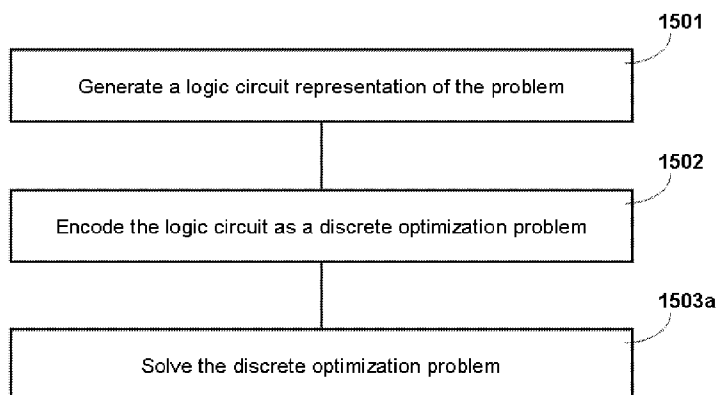 1501
Generate a logic circuit representation of the problem
1502
Encode the logic circuit as a discrete optimization problem
1503a
Solve the discrete optimization problem